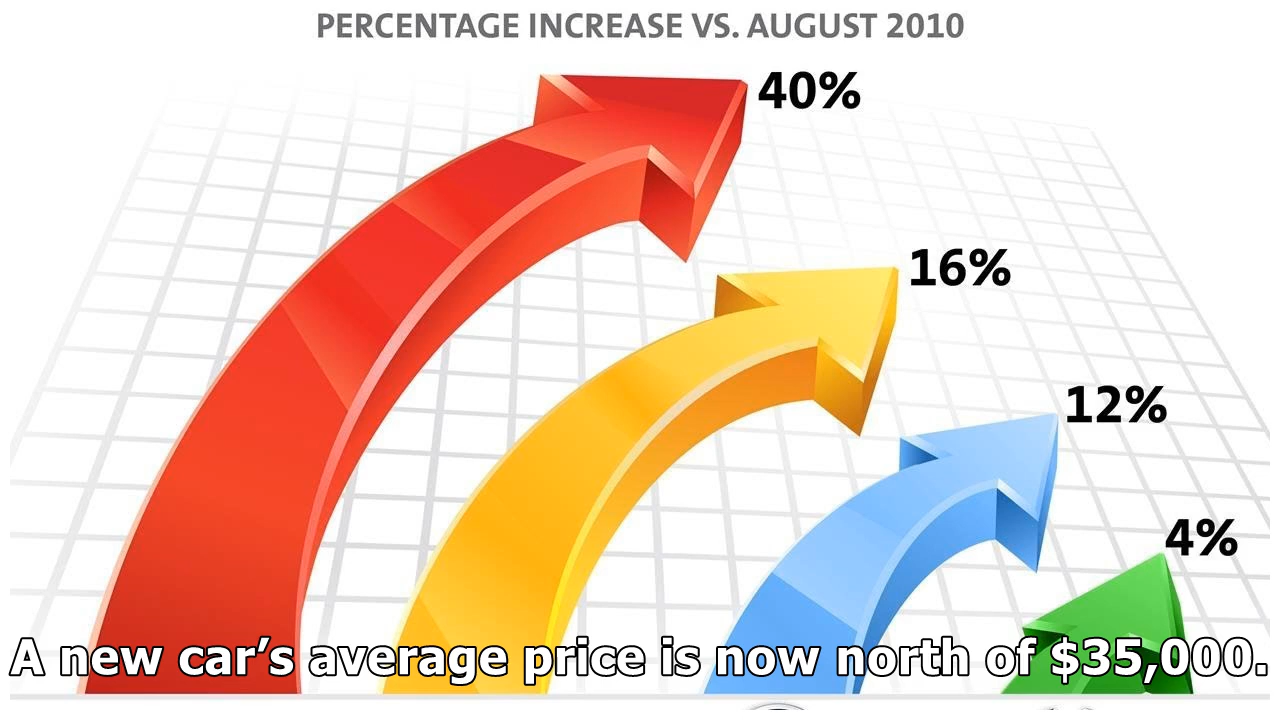 PERCENTAGE INCREASE VS. AUGUST 2010
40%
16%
12%
4%
A new car’s average price is now north of $35,000.